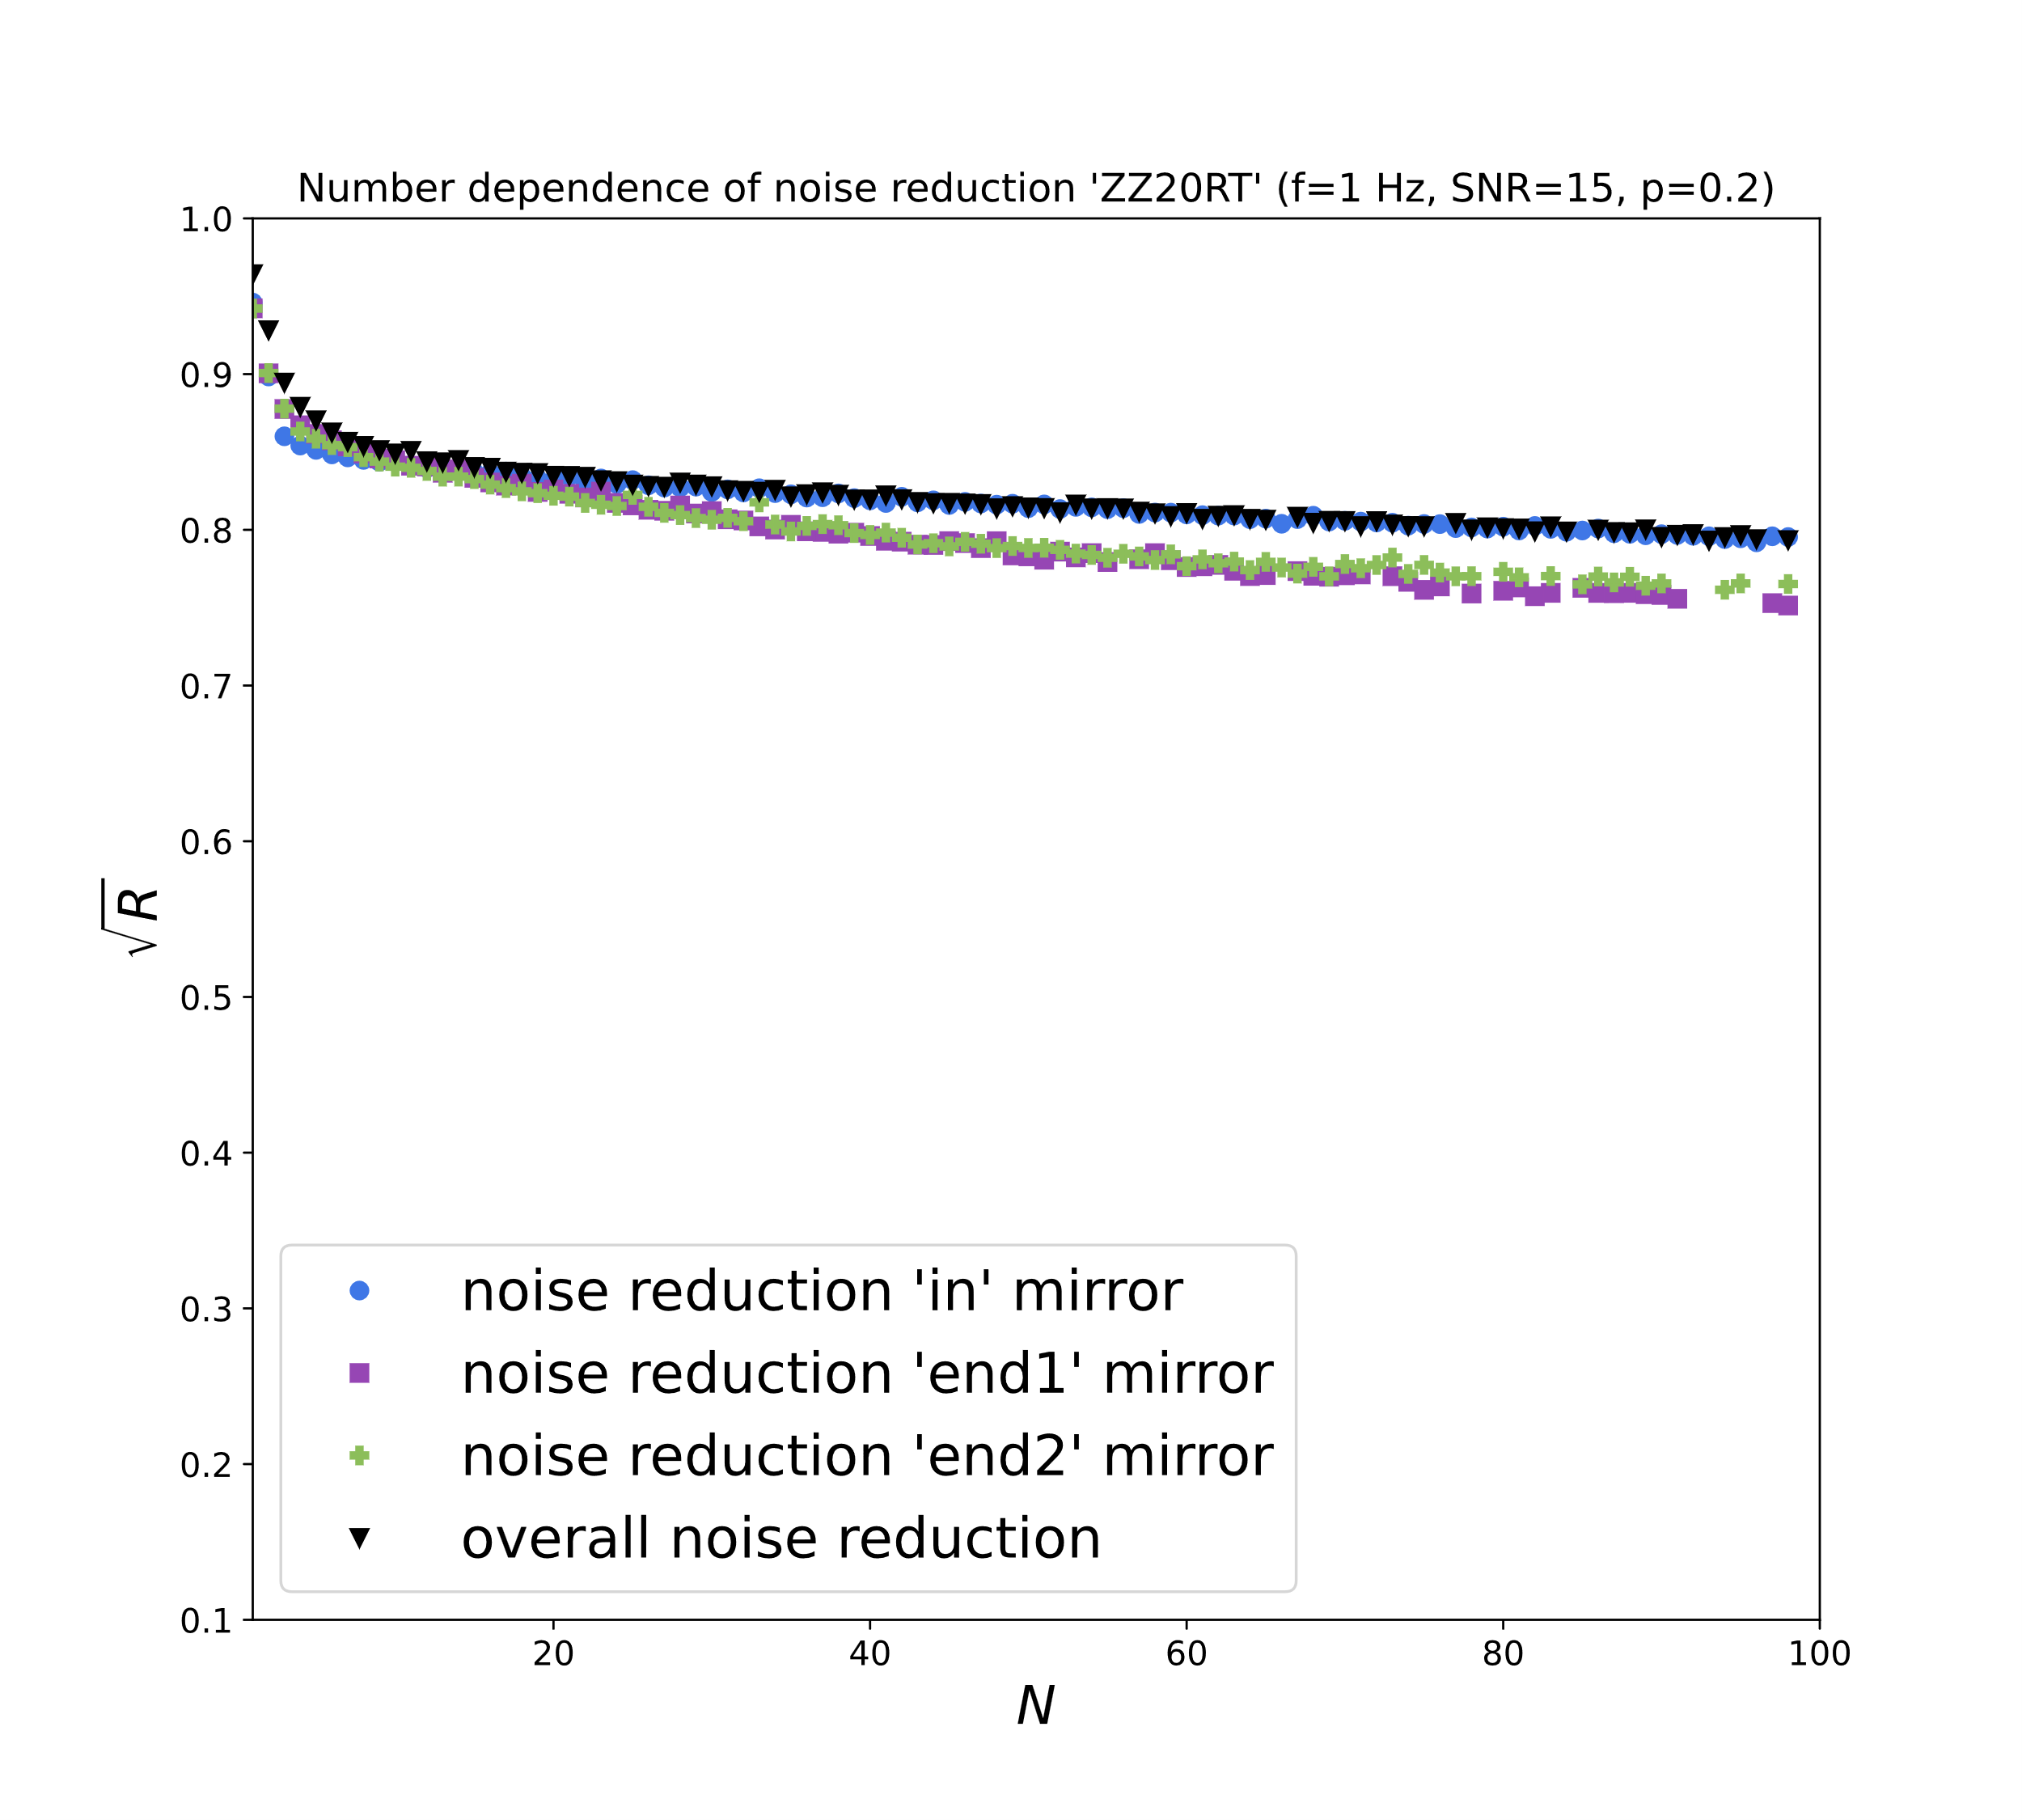 Number dependence of noise reduction 'ZZ20RT' (f=1 Hz, SNR=15, p=0.2)
1.0
0.9
0.8
0.7
0.6
0.5
0.4
0.3
0.2
0.1
√R
noise reduction 'in' mirror
noise reduction 'end1' mirror
noise reduction 'end2' mirror
overall noise reduction
20 40 60 80 100
N